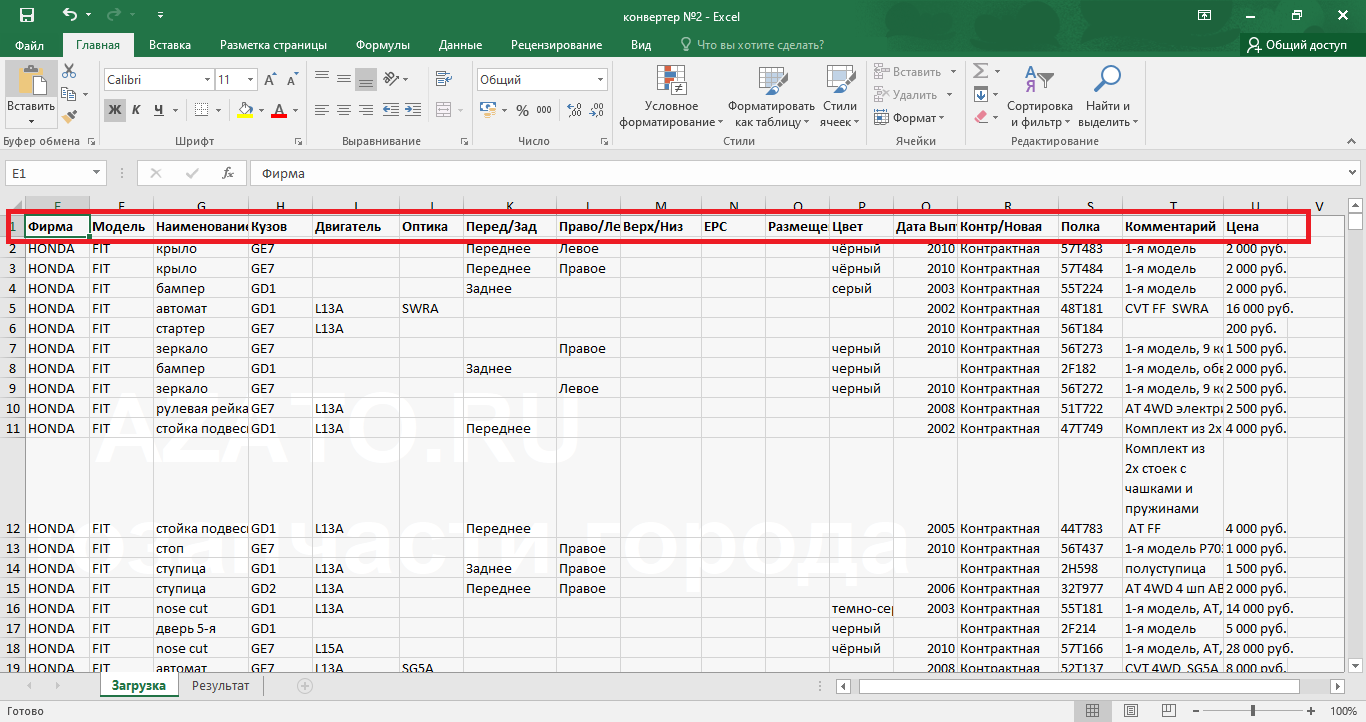 конвертер №2 - Excel
Файл Главная Вставка Разметка страницы Формулы Данные Рецензирование Вид Что вы хотите сделать? Общий доступ
Calibri 11 Общий Вставить
Удалить
Вставить Ж К Ч А % 000 Условное форматирование Форматировать как таблицу Стили ячеек Формат Сортировка и фильтр Найти и выделить
Буфер обмена Шрифт Выравнивание Число Стили Ячейки Редактирование
E1 fx Фирма
E F G H I J K L M N O P Q R S T U V
1 Фирма Модель Наименование Кузов Двигатель Оптика Перед/Зад Право/Ле Верх/Низ EPC Размеще Цвет Дата Вып Контр/Новая Полка Комментарий Цена
2 HONDA FIT крыло GE7 Переднее Левое чёрный 2010 Контрактная 57T483 1-я модель 2 000 руб.
3 HONDA FIT крыло GE7 Переднее Правое чёрный 2010 Контрактная 57T484 1-я модель 2 000 руб.
4 HONDA FIT бампер GD1 Заднее серый 2003 Контрактная 55T224 1-я модель 2 000 руб.
5 HONDA FIT автомат GD1 L13A SWRA 2002 Контрактная 48T181 CVT FF SWRA 16 000 руб.
6 HONDA FIT стартер GE7 L13A 2010 Контрактная 56T184 200 руб.
7 HONDA FIT зеркало GE7 Правое черный 2010 Контрактная 56T273 1-я модель, 9 ко 1 500 руб.
8 HONDA FIT бампер GD1 Заднее черный Контрактная 2F182 1-я модель, обв 2 000 руб.
9 HONDA FIT зеркало GE7 Левое черный 2010 Контрактная 56T272 1-я модель, 9 ко 2 500 руб.
10 HONDA FIT рулевая рейка GE7 L13A 2008 Контрактная 51T722 AT 4WD электри 2 500 руб.
11 HONDA FIT стойка подвес GD1 L13A Переднее 2002 Контрактная 47T749 Комплект из 2х 4 000 руб.
Комплект из
2х стоек с
чашками и
пружинами
12 HONDA FIT стойка подвес GD1 L13A Переднее 2005 Контрактная 44T783 AT FF 4 000 руб.
13 HONDA FIT стоп GE7 Правое 2010 Контрактная 56T437 1-я модель P703 1 000 руб.
14 HONDA FIT ступица GD1 L13A Заднее Правое Контрактная 2H598 полуступица 1 500 руб.
15 HONDA FIT ступица GD2 L13A Переднее Правое 2006 Контрактная 32T977 AT 4WD 4 шп AB 2 000 руб.
16 HONDA FIT nose cut GD1 L13A темно-сер 2003 Контрактная 55T181 1-я модель, AT, 14 000 руб.
17 HONDA FIT дверь 5-я GD1 черный Контрактная 2F214 1-я модель 5 000 руб.
18 HONDA FIT nose cut GE7 L15A чёрный 2010 Контрактная 57T166 1-я модель, AT, 28 000 руб.
19 HONDA FIT автомат GE7 L13A SG5A 2008 Контрактная 52T137 CVT 4WD SG5A 8 000 руб.
AZATO.RU
запчасти города
Загрузка Результат
Готово 100%